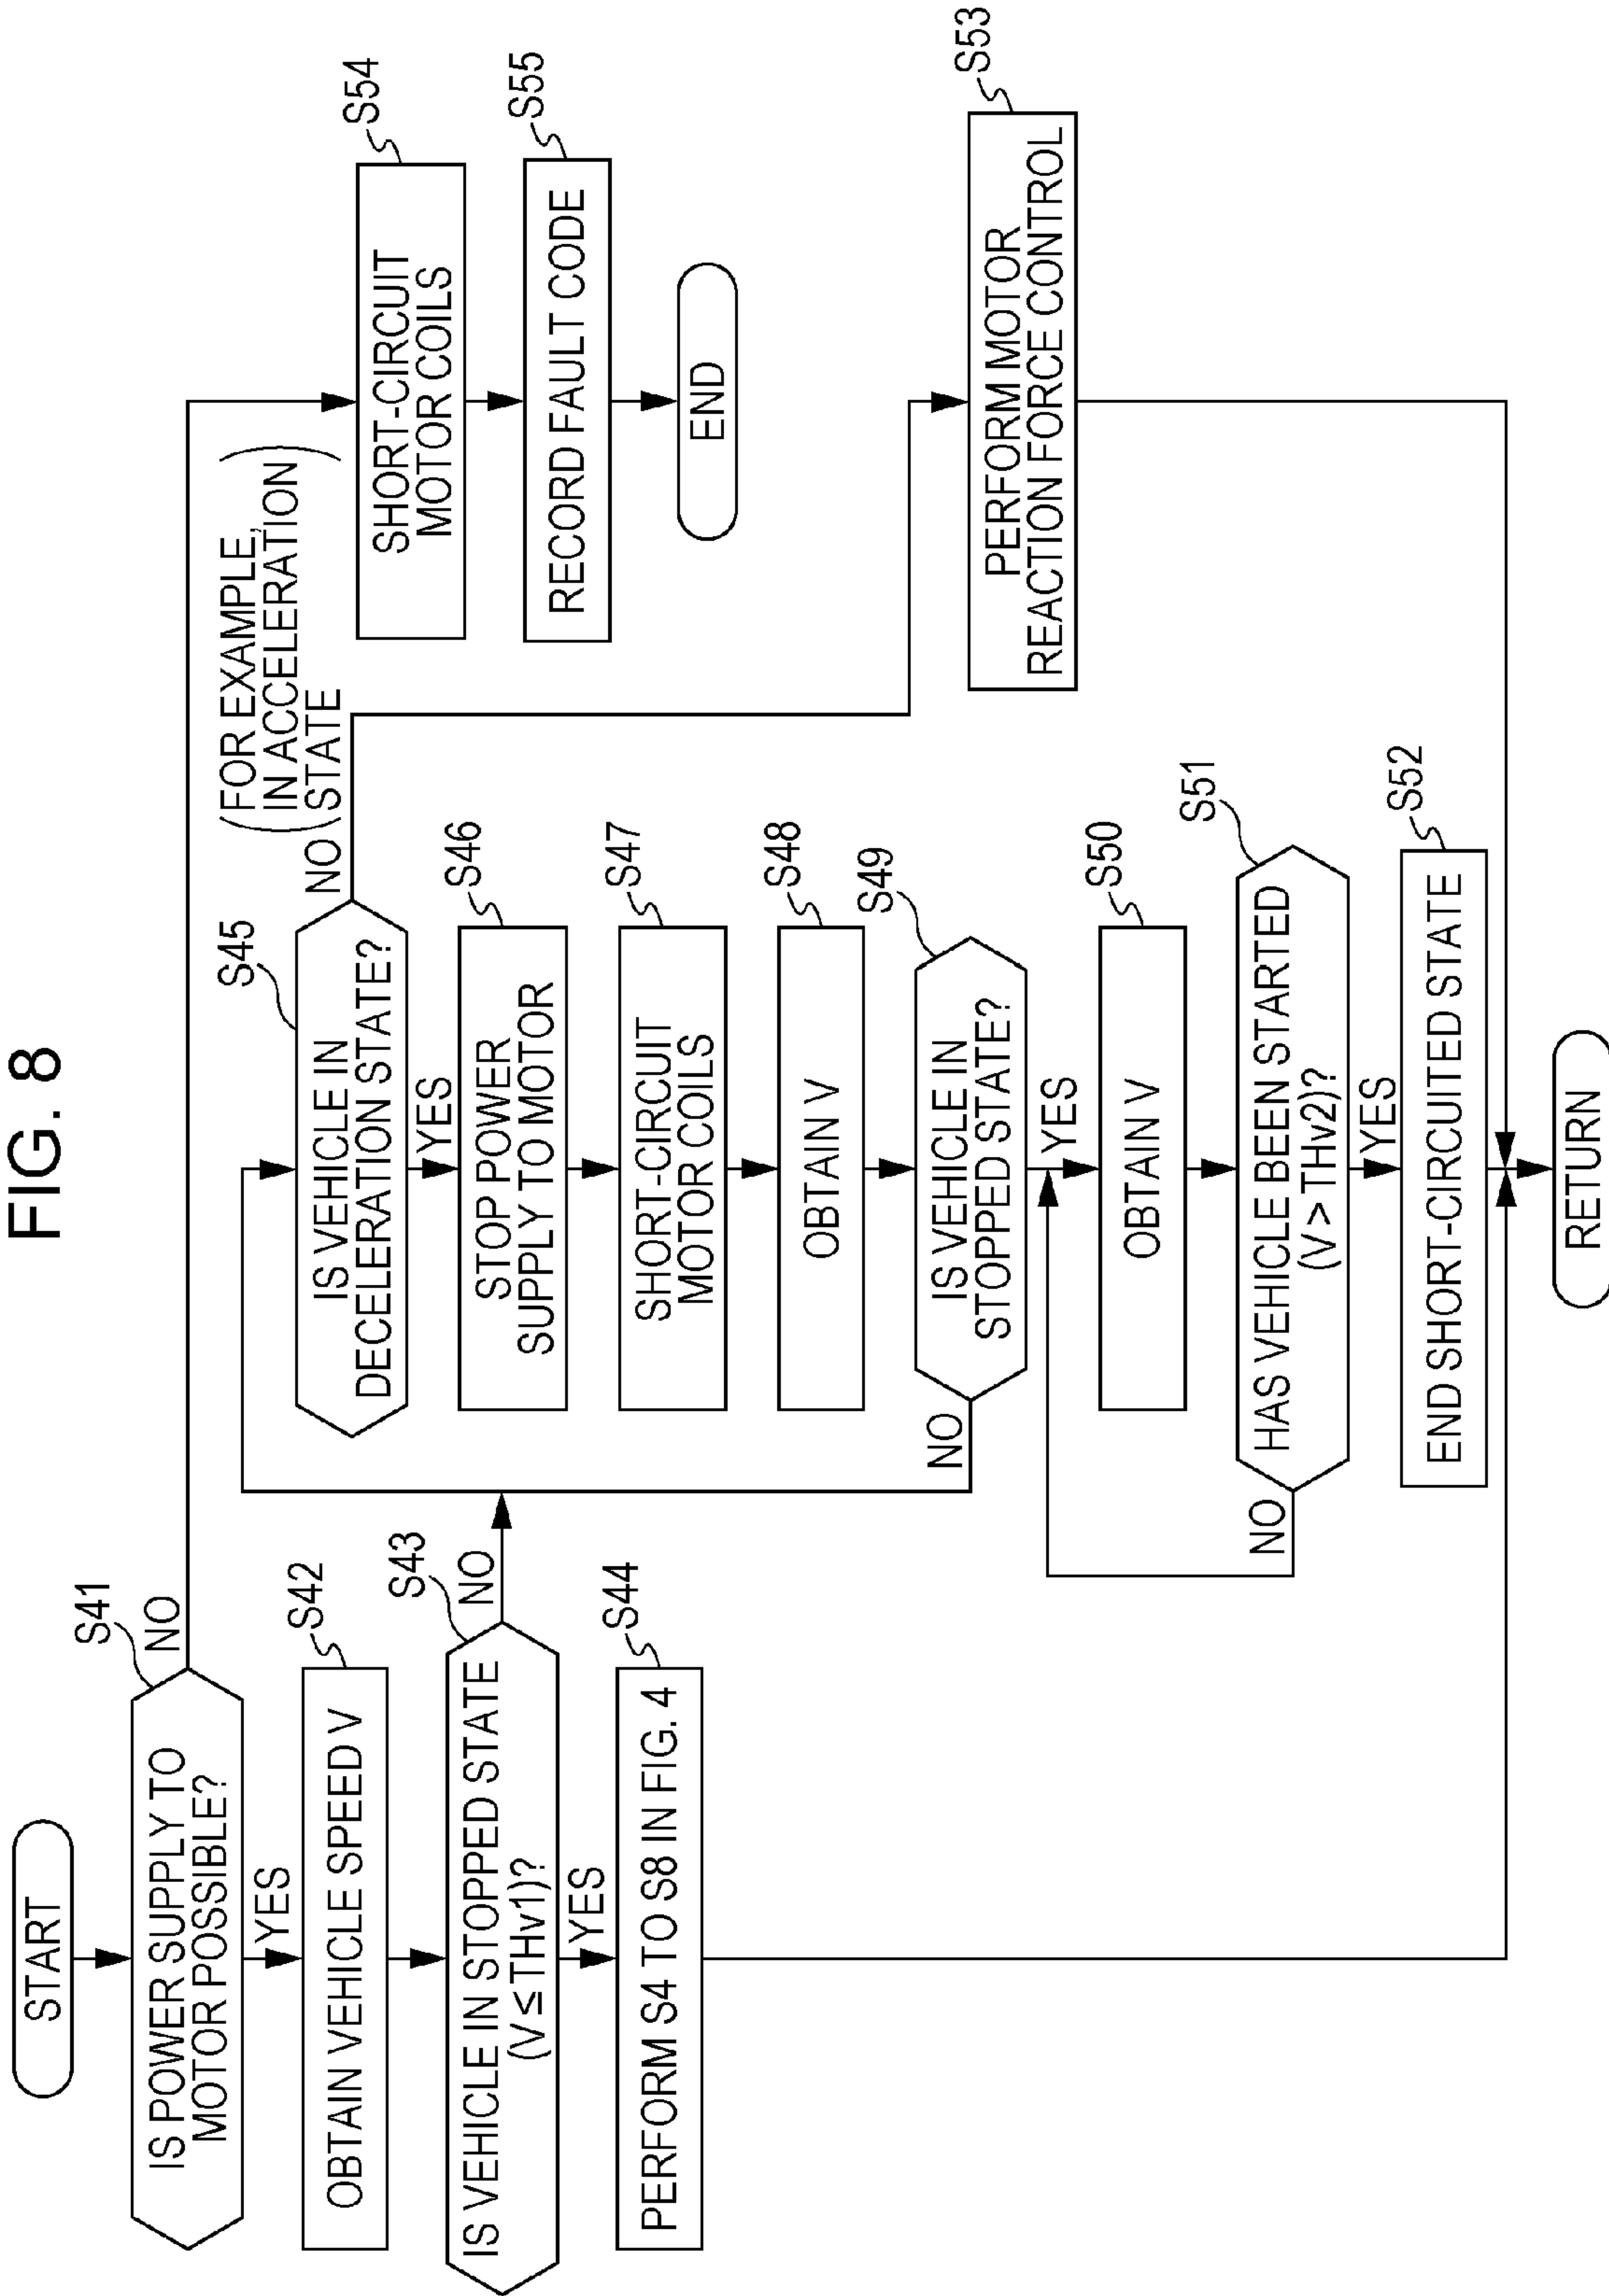 FIG. 8
START
S41
IS POWER SUPPLY TO
MOTOR POSSIBLE?
NO
YES
S42
OBTAIN VEHICLE SPEED V
S43
IS VEHICLE IN STOPPED STATE
(V ≤ THv1)?
NO
YES
S44
PERFORM S4 TO S8 IN FIG. 4
S45
IS VEHICLE IN
DECELERATION STATE?
NO
(FOR EXAMPLE,
IN ACCELERATION
STATE)
YES
S46
STOP POWER
SUPPLY TO MOTOR
S47
SHORT-CIRCUIT
MOTOR COILS
S48
OBTAIN V
S49
IS VEHICLE IN
STOPPED STATE?
NO
YES
S50
OBTAIN V
S51
HAS VEHICLE BEEN STARTED
(V > THv2)?
NO
YES
S52
END SHORT-CIRCUITED STATE
RETURN
S54
SHORT-CIRCUIT
MOTOR COILS
S55
RECORD FAULT CODE
END
S53
PERFORM MOTOR
REACTION FORCE CONTROL